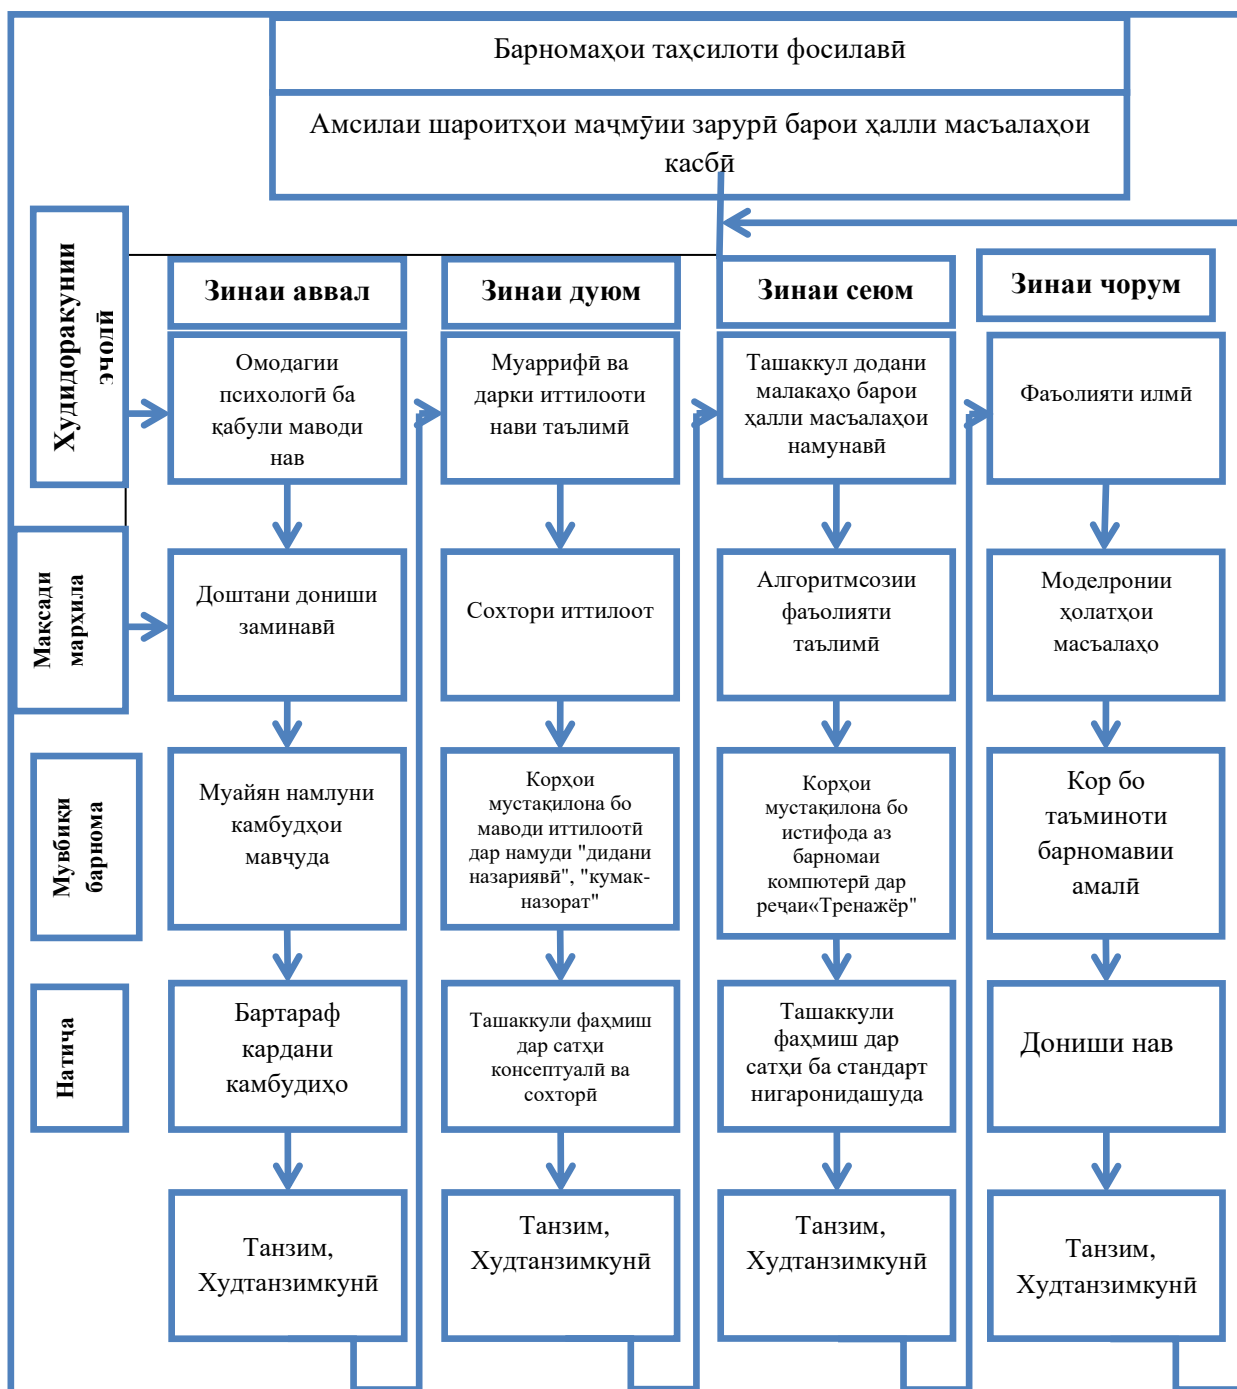 Барномаҳои таҳсилоти фосилавӣ
Амсилаи шароитҳои маҷмӯии зарурӣ барои ҳалли масъалаҳои
касбӣ
Худидоракунии
эчодӣ
Зинаи аввал
Зинаи дуюм
Зинаи сеюм
Зинаи чорум
Омодагии
психологӣ ба
қабули маводи
нав
Муаррифӣ ва
дарки иттилооти
нави таълимӣ
Ташаккул додани
малакаҳо барои
ҳалли масъалаҳои
намунавӣ
Фаъолияти илмӣ
Мақсади
марҳила
Доштани дониши
заминавӣ
Сохтори иттилоот
Алгоритмсозии
фаъолияти
таълимӣ
Моделронии
ҳолатҳои
масъалаҳо
Мувбиқи
барнома
Муайян намлуни
камбудҳои
мавҷуда
Корҳои
мустақилона бо
маводи иттилоотӣ
дар намуди "дидани
назариявӣ", "кумак-
назорат"
Корҳои
мустақилона бо
истифода аз
барномаи
компютерӣ дар
реҷаи«Тренажёр"
Кор бо
таъминоти
барномавии
амалӣ
Натиҷа
Бартараф
кардани
камбудиҳо
Ташаккули фаҳмиш
дар сатҳи
консептуалӣ ва
сохторӣ
Ташаккули
фаҳмиш дар
сатҳи ба стандарт
нигаронидашуда
Дониши нав
Танзим,
Худтанзимкунӣ
Танзим,
Худтанзимкунӣ
Танзим,
Худтанзимкунӣ
Танзим,
Худтанзимкунӣ